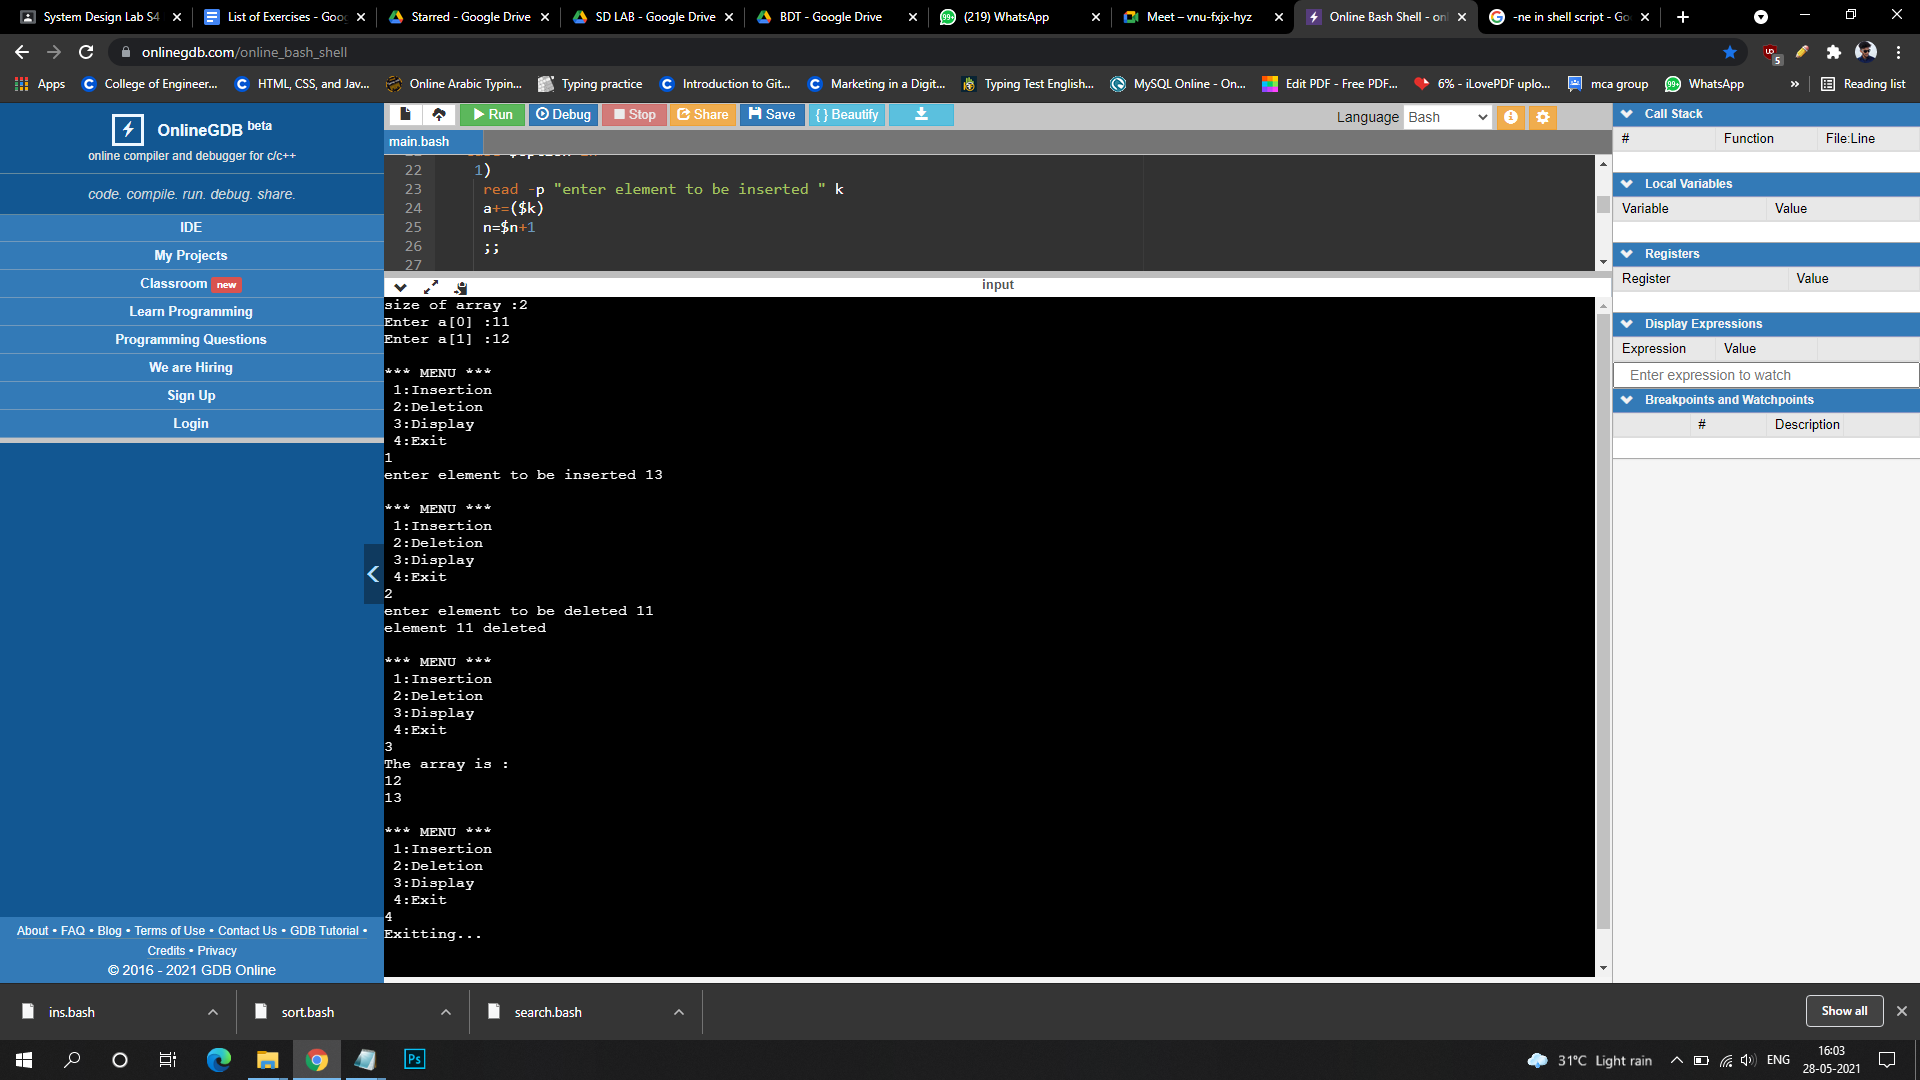 System Design Lab S4
List of Exercises - Goo
Starred - Google Drive
SD LAB - Google Drive
BDT - Google Drive
(219) WhatsApp
Meet – vnu-fxjx-hyz
Online Bash Shell - onl
-ne in shell script - Go
onlinegdb.com/online_bash_shell
5
Apps
College of Engineer...
HTML, CSS, and Jav...
Online Arabic Typin...
Typing practice
Introduction to Git...
Marketing in a Digit...
Typing Test English...
MySQL Online - On...
Edit PDF - Free PDF...
6% - iLovePDF uplo...
mca group
WhatsApp
»
Reading list
OnlineGDB beta
online compiler and debugger for c/c++
code. compile. run. debug. share.
IDE
My Projects
Classroom new
Learn Programming
Programming Questions
We are Hiring
Sign Up
Login
About • FAQ • Blog • Terms of Use • Contact Us • GDB Tutorial •
Credits • Privacy
© 2016 - 2021 GDB Online
Run
Debug
Stop
Share
Save
{ } Beautify
Language Bash
main.bash
22 1)
23 read -p "enter element to be inserted " k
24 a+=($k)
25 n=$n+1
26 ;;
27
input
size of array :2
Enter a[0] :11
Enter a[1] :12
*** MENU ***
1:Insertion
2:Deletion
3:Display
4:Exit
1
enter element to be inserted 13
*** MENU ***
1:Insertion
2:Deletion
3:Display
4:Exit
2
enter element to be deleted 11
element 11 deleted
*** MENU ***
1:Insertion
2:Deletion
3:Display
4:Exit
3
The array is :
12
13
*** MENU ***
1:Insertion
2:Deletion
3:Display
4:Exit
4
Exitting...
Call Stack
# Function File:Line
Local Variables
Variable Value
Registers
Register Value
Display Expressions
Expression Value
Enter expression to watch
Breakpoints and Watchpoints
# Description
ins.bash
sort.bash
search.bash
Show all
Ps
31°C Light rain
ENG
16:03
28-05-2021